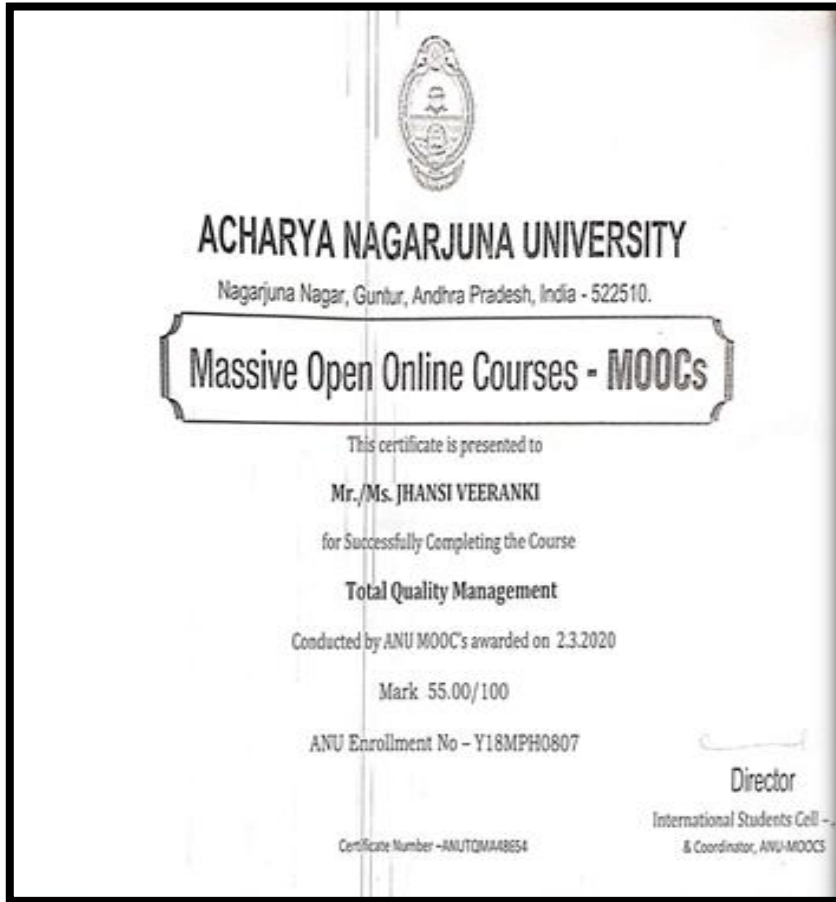 ACHARYA NAGARJUNA UNIVERSITY
Nagarjuna Nagar, Guntur, Andhra Pradesh, India - 522510.
Massive Open Online Courses - MOOCs
This certificate is presented to
Mr./Ms. JHANSI VEERANKI
for Successfully Completing the Course
Total Quality Management
Conducted by ANU MOOC's awarded on 2.3.2020
Mark 55.00/100
ANU Enrollment No – Y18MPH0807
Director
International Students Cell –
Certificate Number –ANUTQMA48654
& Coordinator, ANU-MOOCS